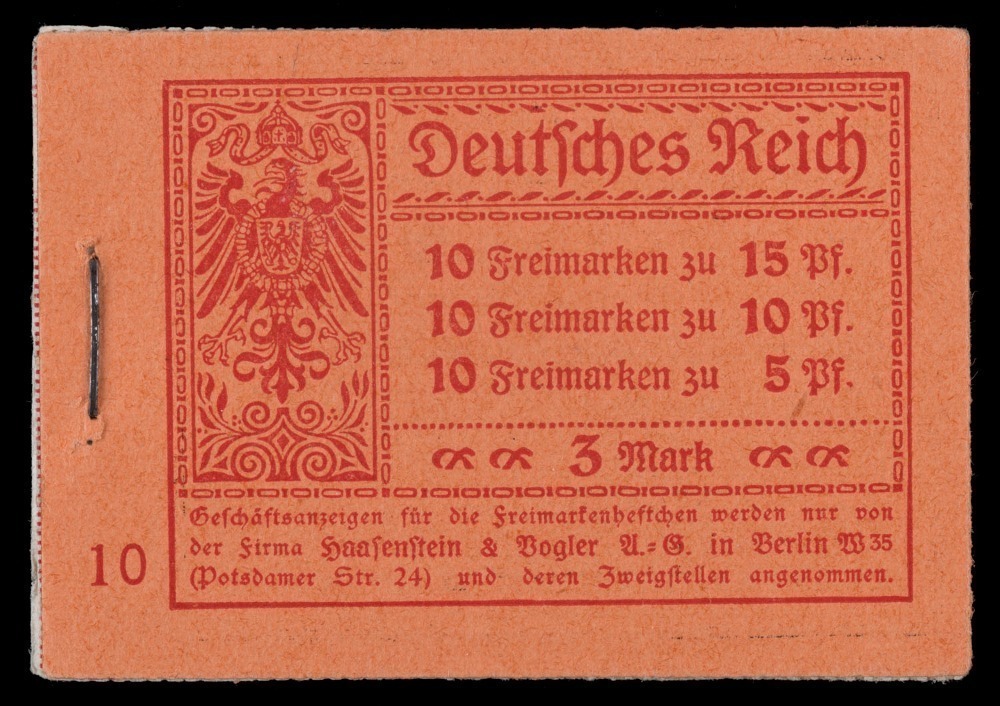 Deutsches Reich
10 Freimarken zu 15 Pf.
10 Freimarken zu 10 Pf.
10 Freimarken zu 5 Pf.
3 Mark
Geschäftsanzeigen für die Freimarkenheftchen werden nur von
der Firma Haasenstein & Vogler A.=G. in Berlin W 35
(Potsdamer Str. 24) und deren Zweigstellen angenommen.
10